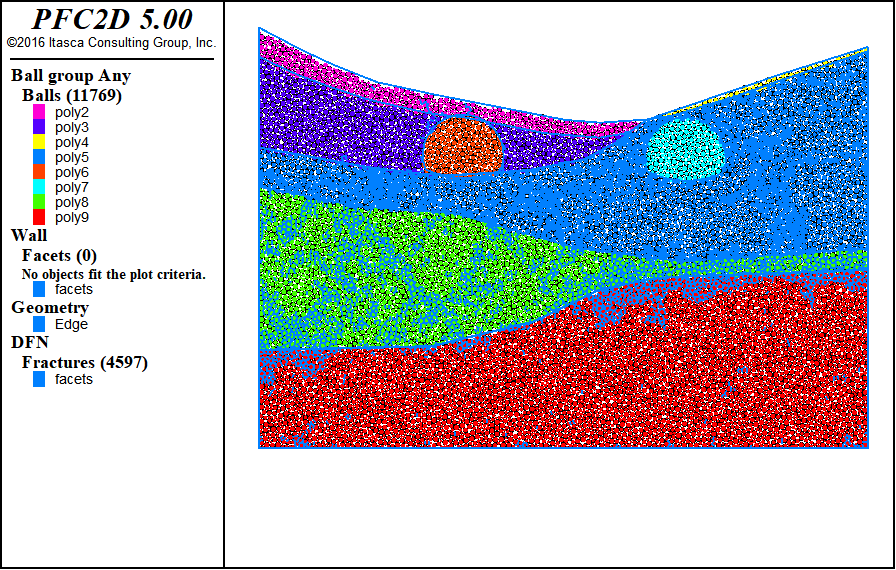 PFC2D 5.00
©2016 Itasca Consulting Group, Inc.
Ball group Any
Balls (11769)
poly2
poly3
poly4
poly5
poly6
poly7
poly8
poly9
Wall
Facets (0)
No objects fit the plot criteria.
facets
Geometry
Edge
DFN
Fractures (4597)
facets